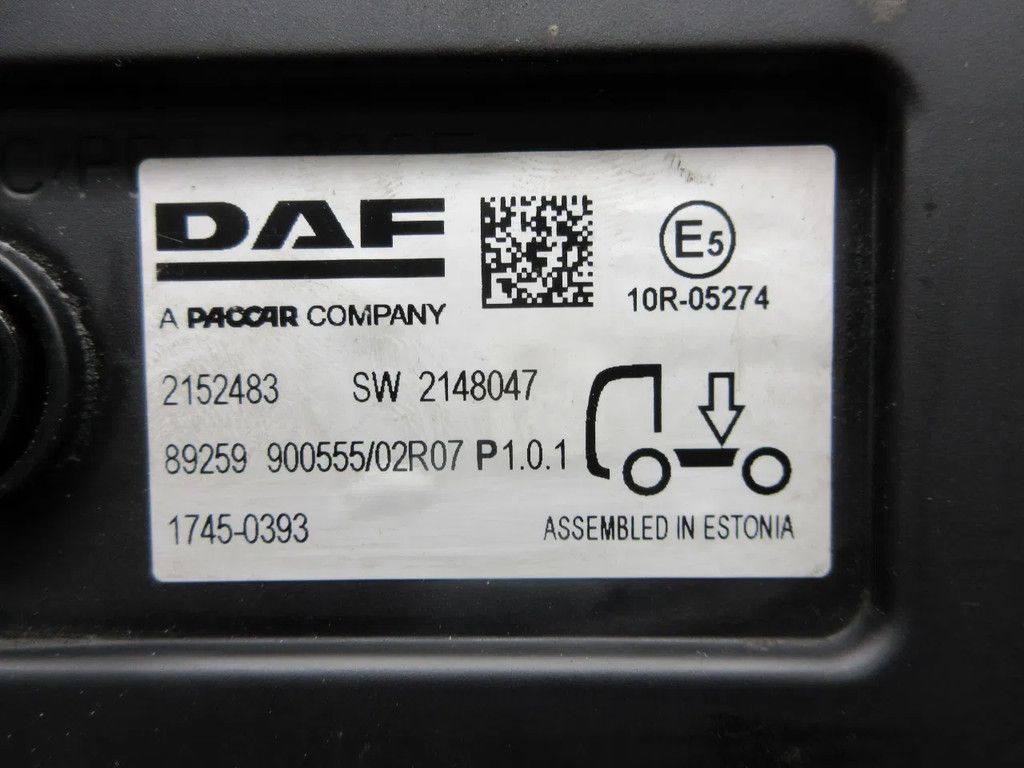 DAF
A PACCAR COMPANY
E5
10R-05274
2152483 SW 2148047
89259 900555/02R07 P1.0.1
1745-0393
ASSEMBLED IN ESTONIA